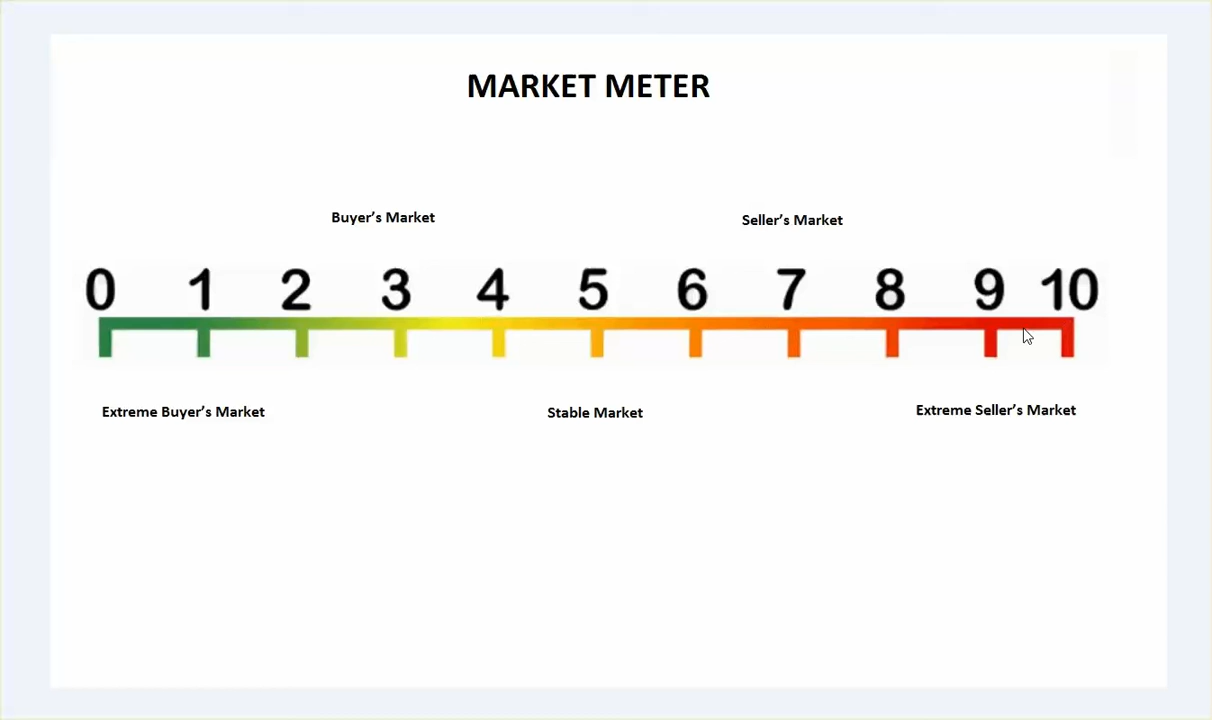 MARKET METER
Buyer’s Market
Seller’s Market
0 1 2 3 4 5 6 7 8 9 10
Extreme Buyer’s Market
Stable Market
Extreme Seller’s Market